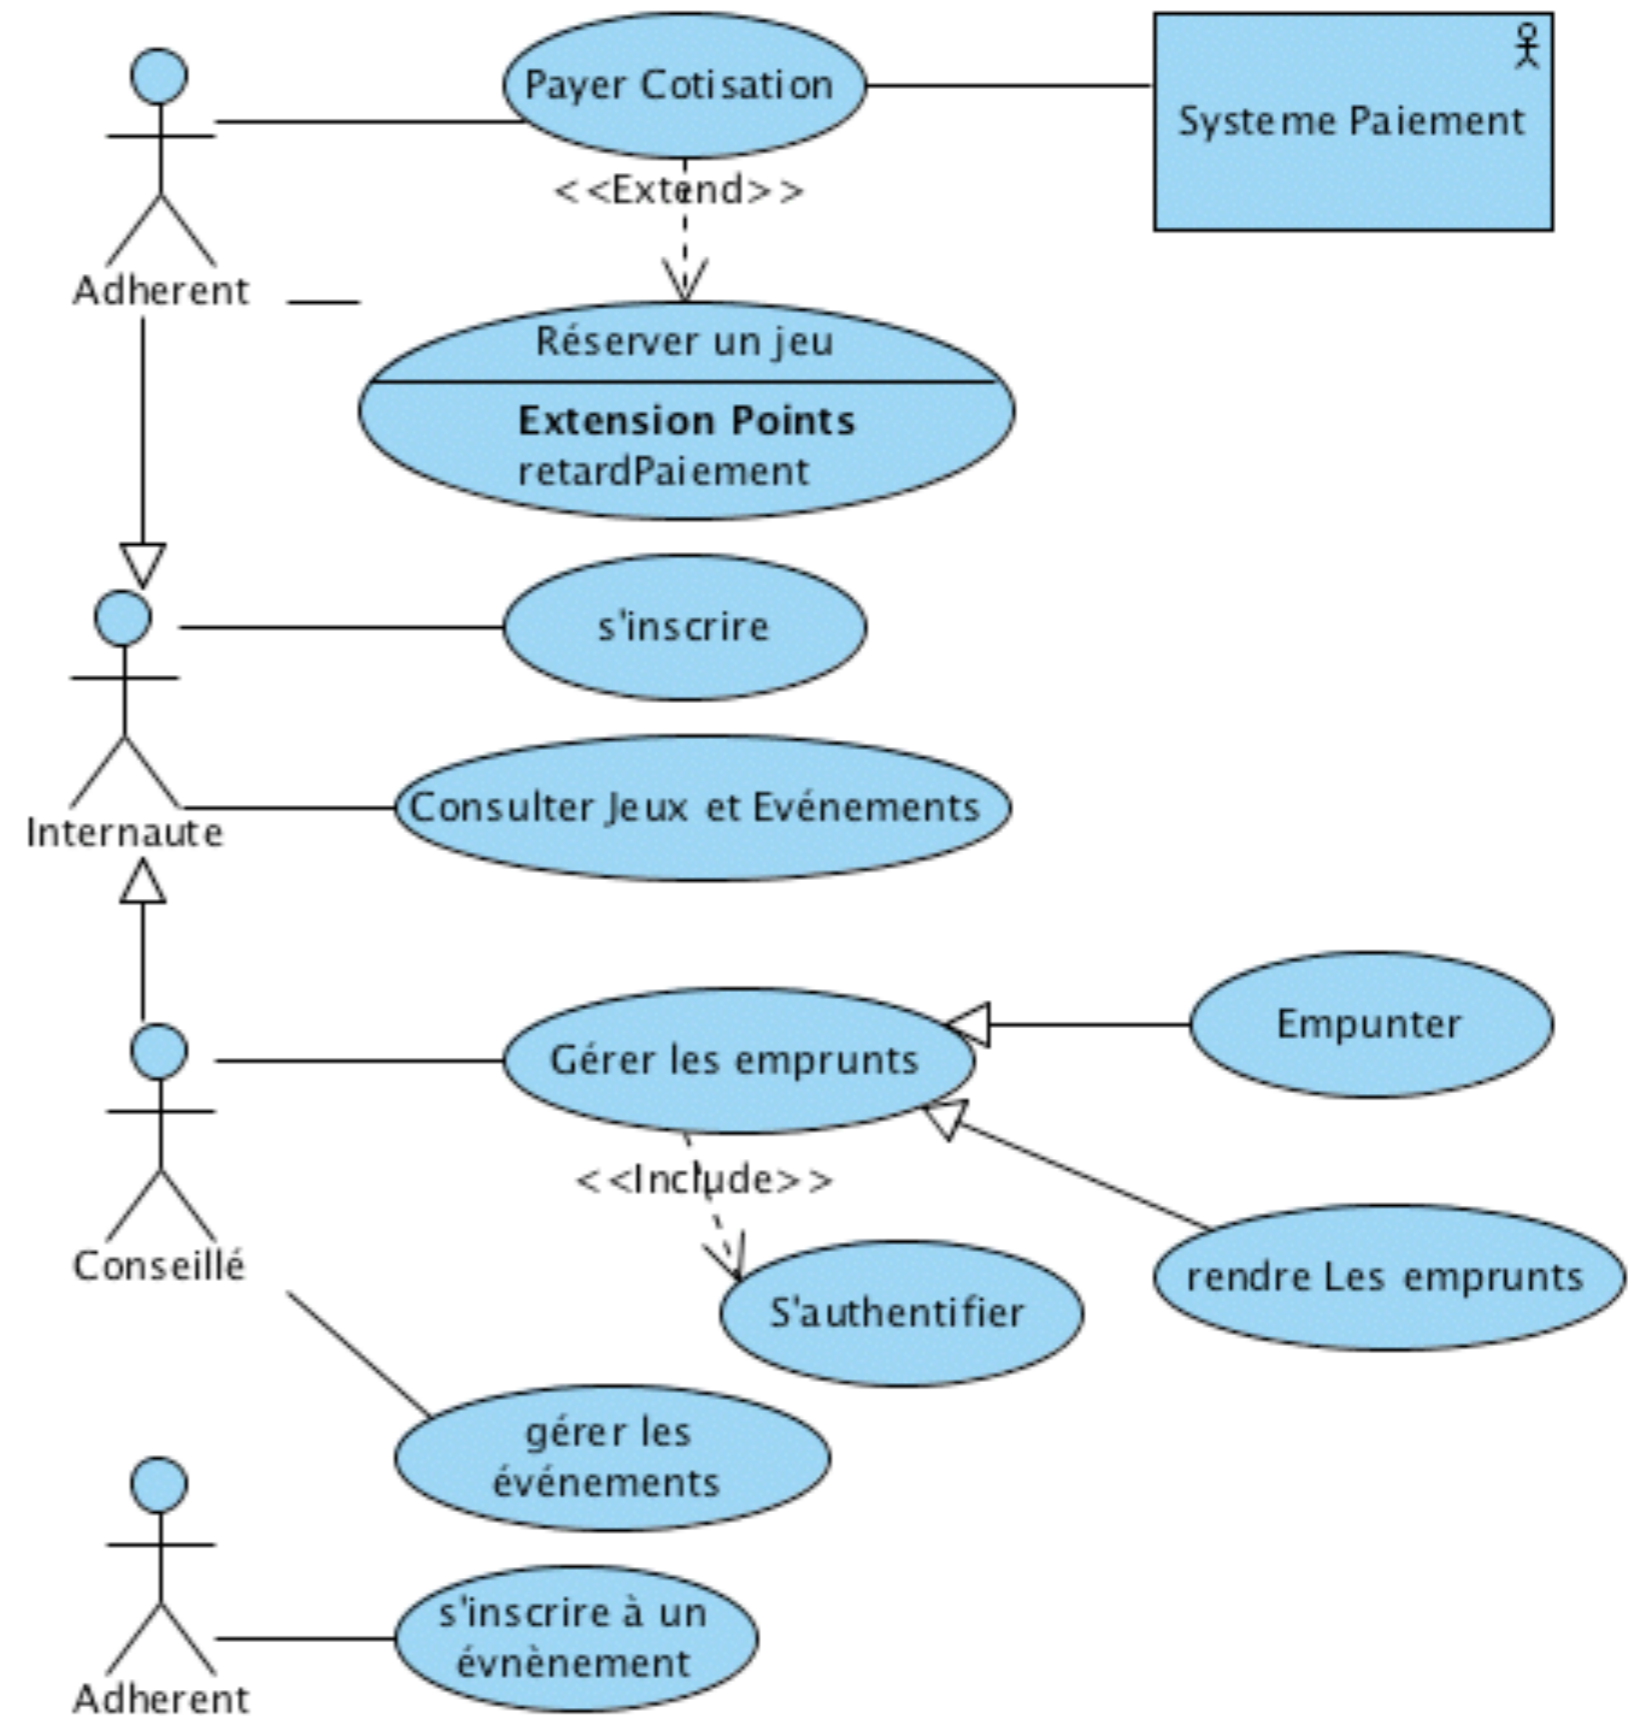 Payer Cotisation
Systeme Paiement
<<Extend>>
Adherent
Réserver un jeu
Extension Points
retardPaiement
s'inscrire
Consulter Jeux et Evénements
Internaute
Empunter
Gérer les emprunts
<<Include>>
Conseillé
rendre Les emprunts
S'authentifier
gérer les
événements
s'inscrire à un
évnènement
Adherent